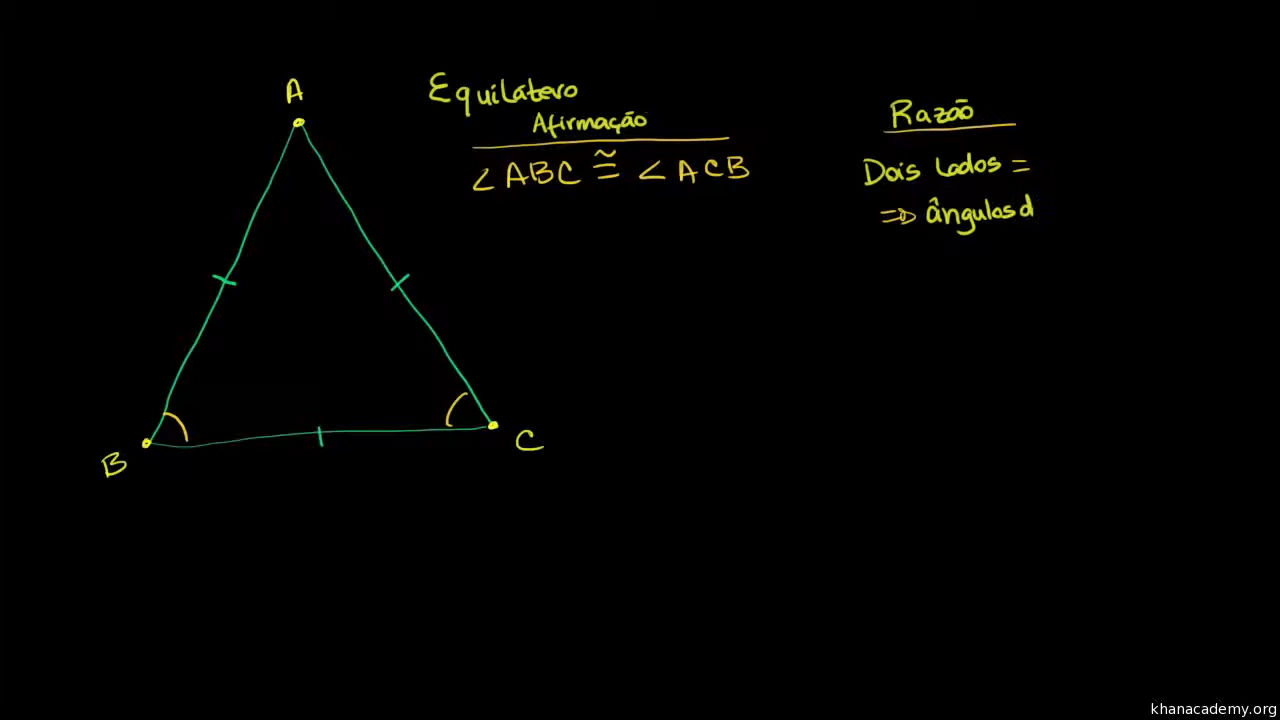 A
Equilátero
Afirmação
∠ABC ≅ ∠ACB
Razão
Dois lados =
=> ângulos d
B
C
khanacademy.org